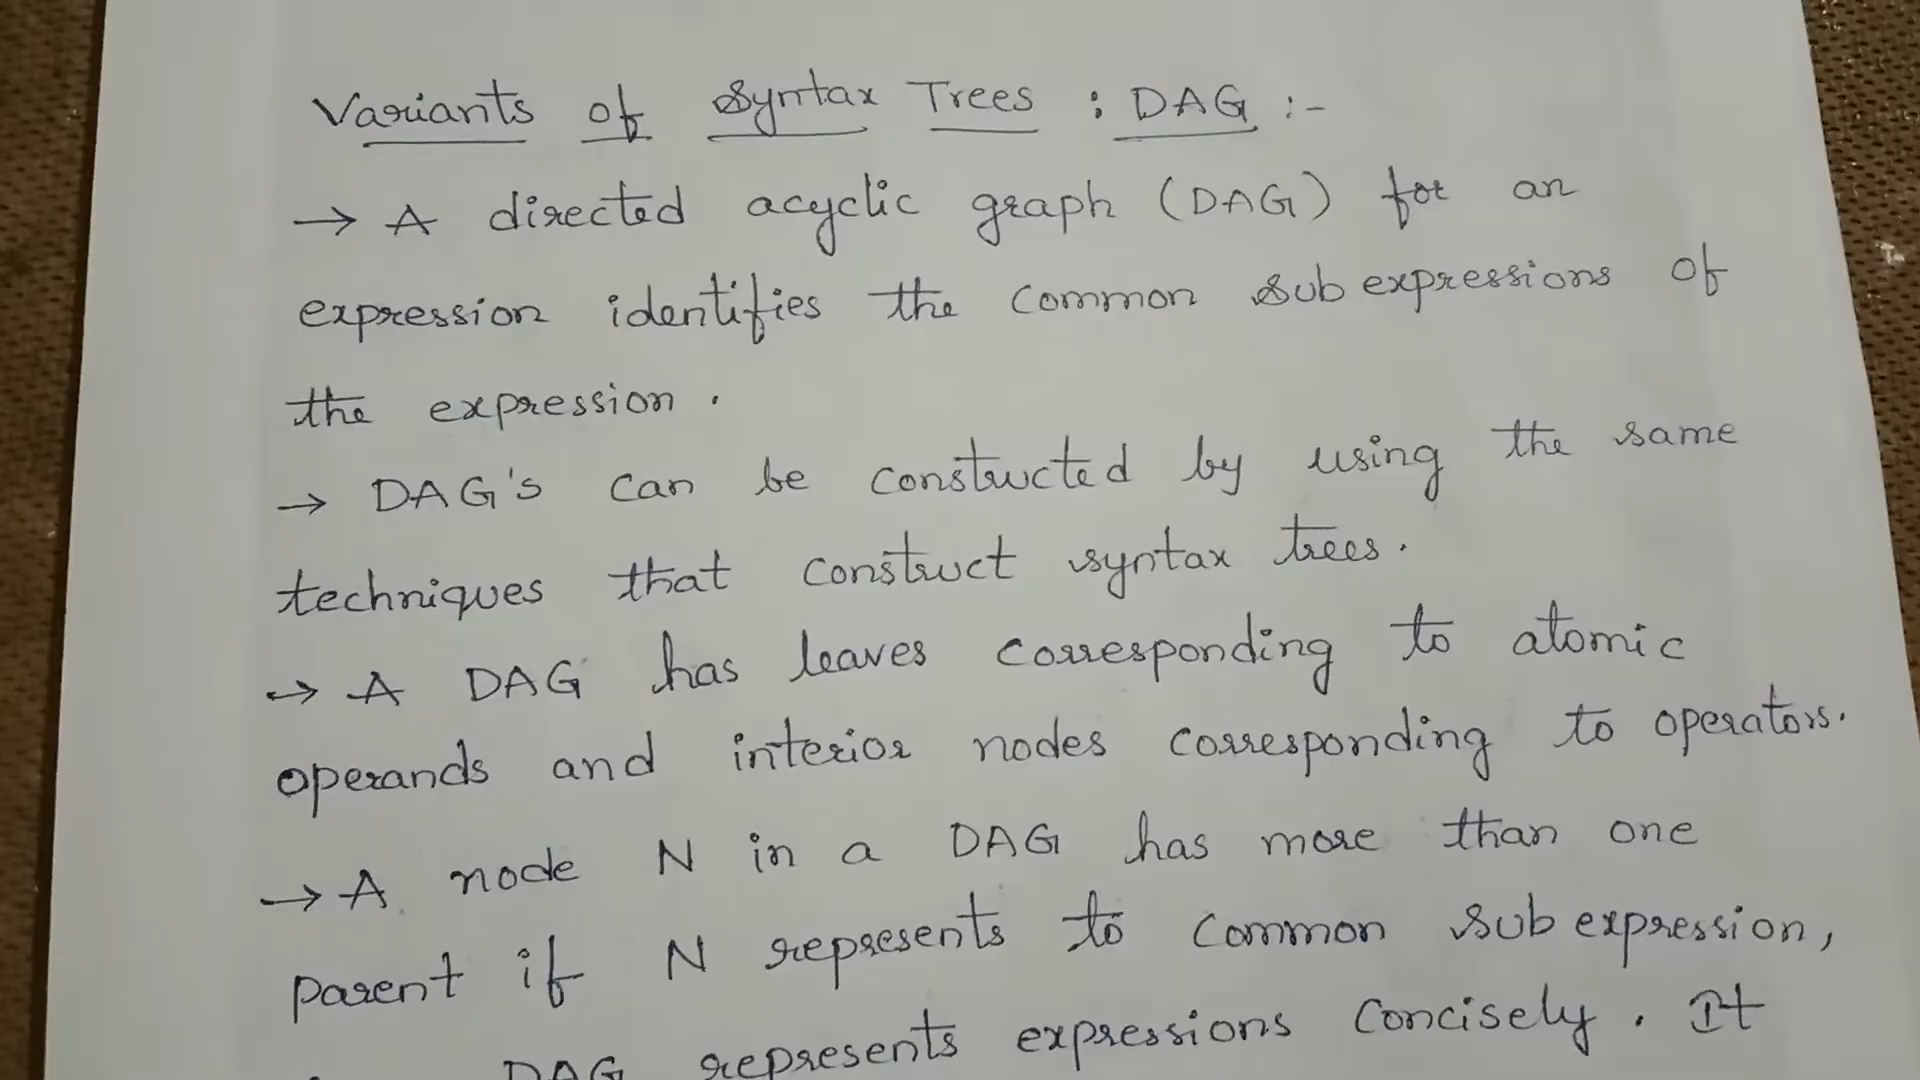 Variants of Syntax Trees : DAG :-
→ A directed acyclic graph (DAG) for an
expression identifies the common sub expressions of
the expression .
→ DAG's can be constructed by using the same
techniques that construct syntax trees.
→ A DAG has leaves corresponding to atomic
operands and interior nodes corresponding to operators.
→ A node N in a DAG has more than one
parent if N represents to common sub expression,
DAG represents expressions concisely. It